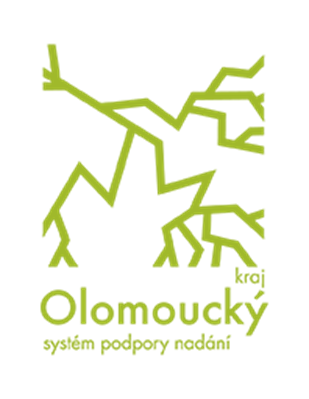 kraj
Olomoucký
systém podpory nadání